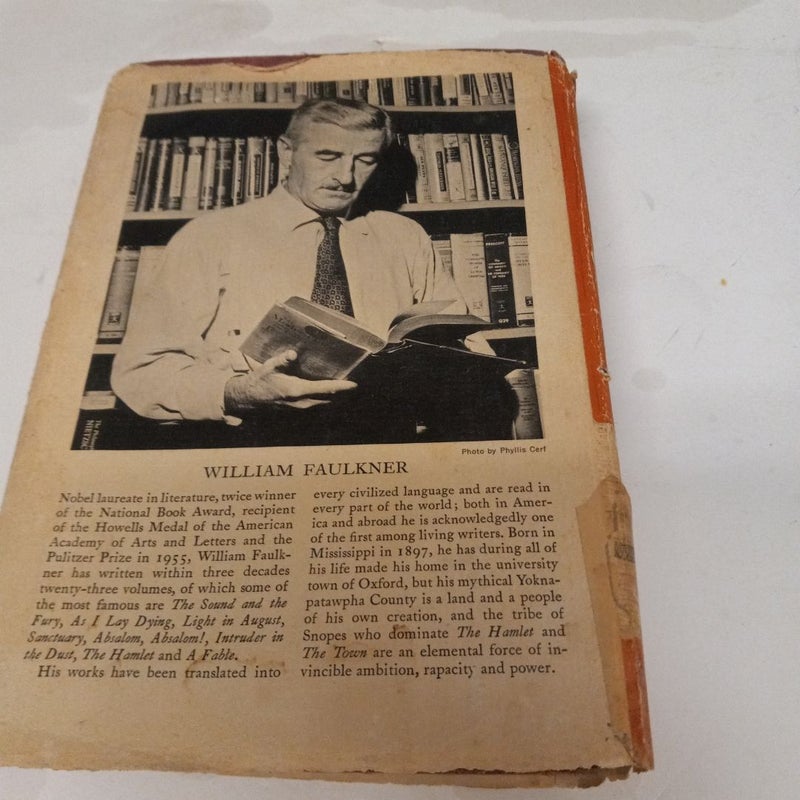 PRESCOTT
NIETZSC
Photo by Phyllis Cerf
WILLIAM FAULKNER
Nobel laureate in literature, twice winner
of the National Book Award, recipient
of the Howells Medal of the American
Academy of Arts and Letters and the
Pulitzer Prize in 1955, William Faulk-
ner has written within three decades
twenty-three volumes, of which some of
the most famous are The Sound and the
Fury, As I Lay Dying, Light in August,
Sanctuary, Absalom, Absalom!, Intruder in
the Dust, The Hamlet and A Fable.
His works have been translated into
every civilized language and are read in
every part of the world; both in Amer-
ica and abroad he is acknowledgedly one
of the first among living writers. Born in
Mississippi in 1897, he has during all of
his life made his home in the university
town of Oxford, but his mythical Yokna-
patawpha County is a land and a people
of his own creation, and the tribe of
Snopes who dominate The Hamlet and
The Town are an elemental force of in-
vincible ambition, rapacity and power.